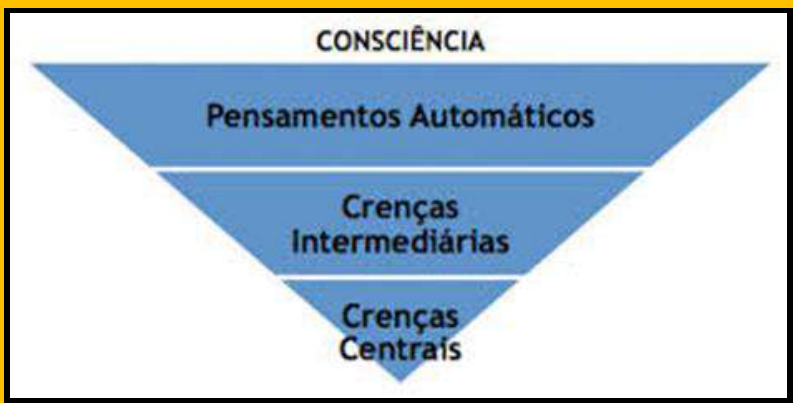 CONSCIÊNCIA
Pensamentos Automáticos
Crenças
Intermediárias
Crenças
Centrais